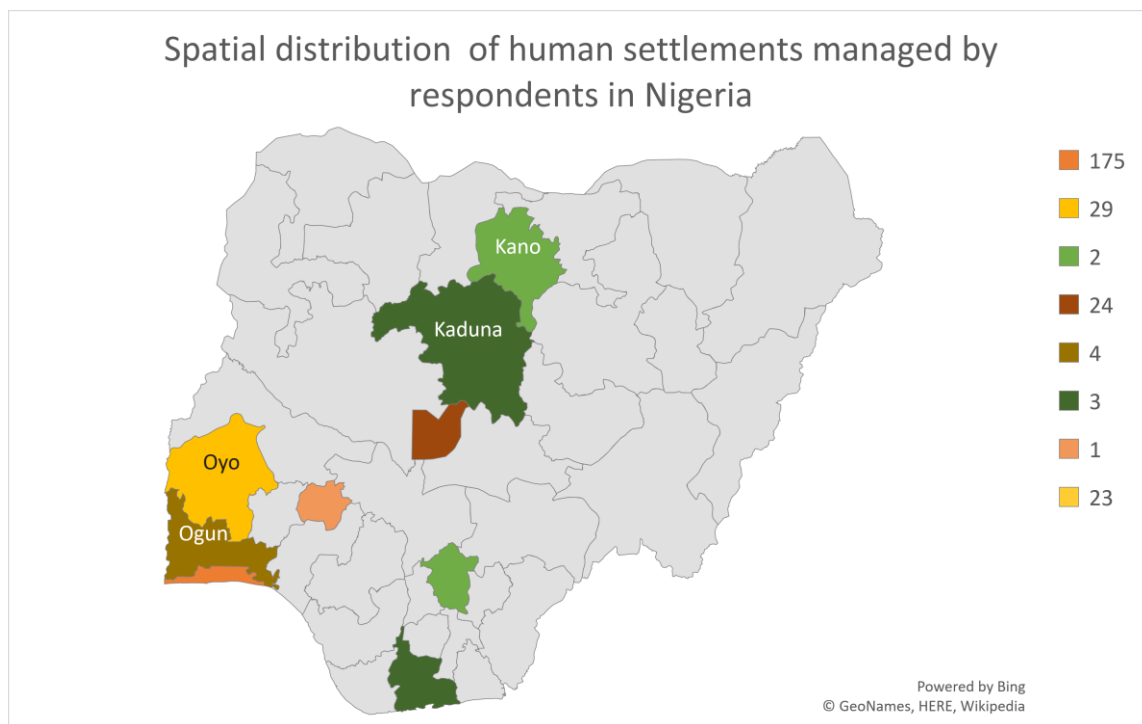 Spatial distribution of human settlements managed by
respondents in Nigeria
175
29
2
24
4
3
1
23
Kano
Kaduna
Oyo
Ogun
Powered by Bing
© GeoNames, HERE, Wikipedia